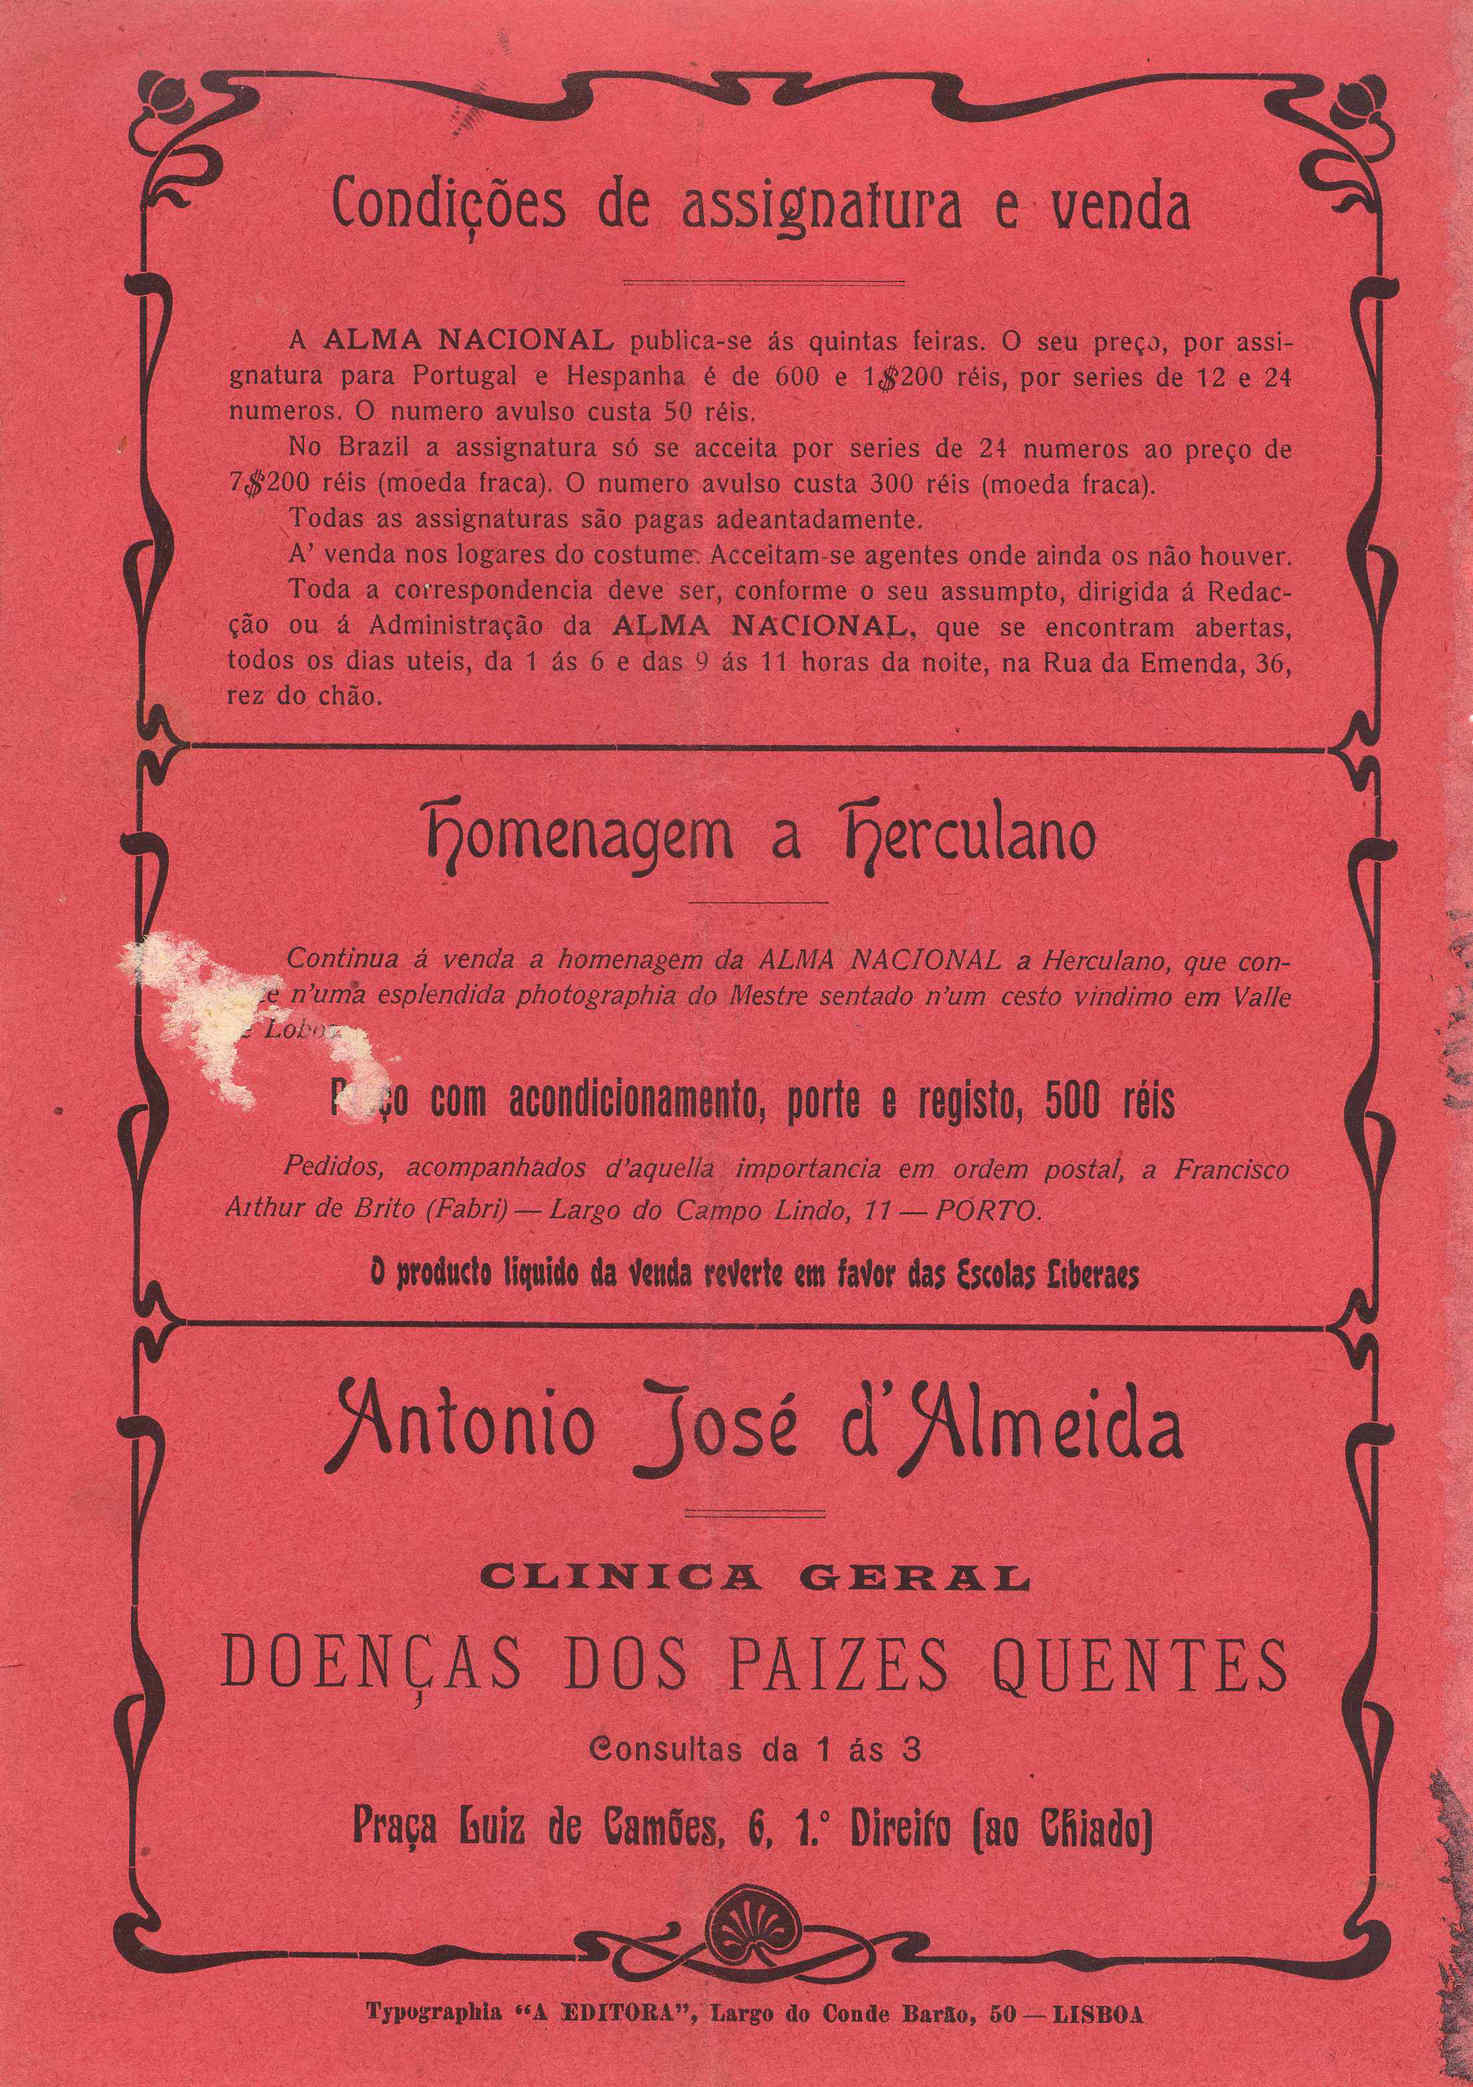 Condições de assignatura e venda
A ALMA NACIONAL publica-se ás quintas feiras. O seu preço, por assi-
gnatura para Portugal e Hespanha é de 600 e 1$200 réis, por series de 12 e 24
numeros. O numero avulso custa 50 réis.
No Brazil a assignatura só se acceita por series de 24 numeros ao preço de
7$200 réis (moeda fraca). O numero avulso custa 300 réis (moeda fraca).
Todas as assignaturas são pagas adeantadamente.
A' venda nos logares do costume. Acceitam-se agentes onde ainda os não houver.
Toda a correspondencia deve ser, conforme o seu assumpto, dirigida á Redac-
ção ou á Administração da ALMA NACIONAL, que se encontram abertas,
todos os dias uteis, da 1 ás 6 e das 9 ás 11 horas da noite, na Rua da Emenda, 36,
rez do chão.
Homenagem a Herculano
Continua á venda a homenagem da ALMA NACIONAL a Herculano, que con-
n'uma esplendida photographia do Mestre sentado n'um cesto vindimo em Valle
Lobos
Preço com acondicionamento, porte e registo, 500 réis
Pedidos, acompanhados d'aquella importancia em ordem postal, a Francisco
Arthur de Brito (Fabri) — Largo do Campo Lindo, 11 — PORTO.
O producto liquido da venda reverte em favor das Escolas Liberaes
Antonio José d'Almeida
CLINICA GERAL
DOENÇAS DOS PAIZES QUENTES
Consultas da 1 ás 3
Praça Luiz de Camões, 6, 1.º Direito (ao Chiado)
Typographia "A EDITORA", Largo do Conde Barão, 50 — LISBOA